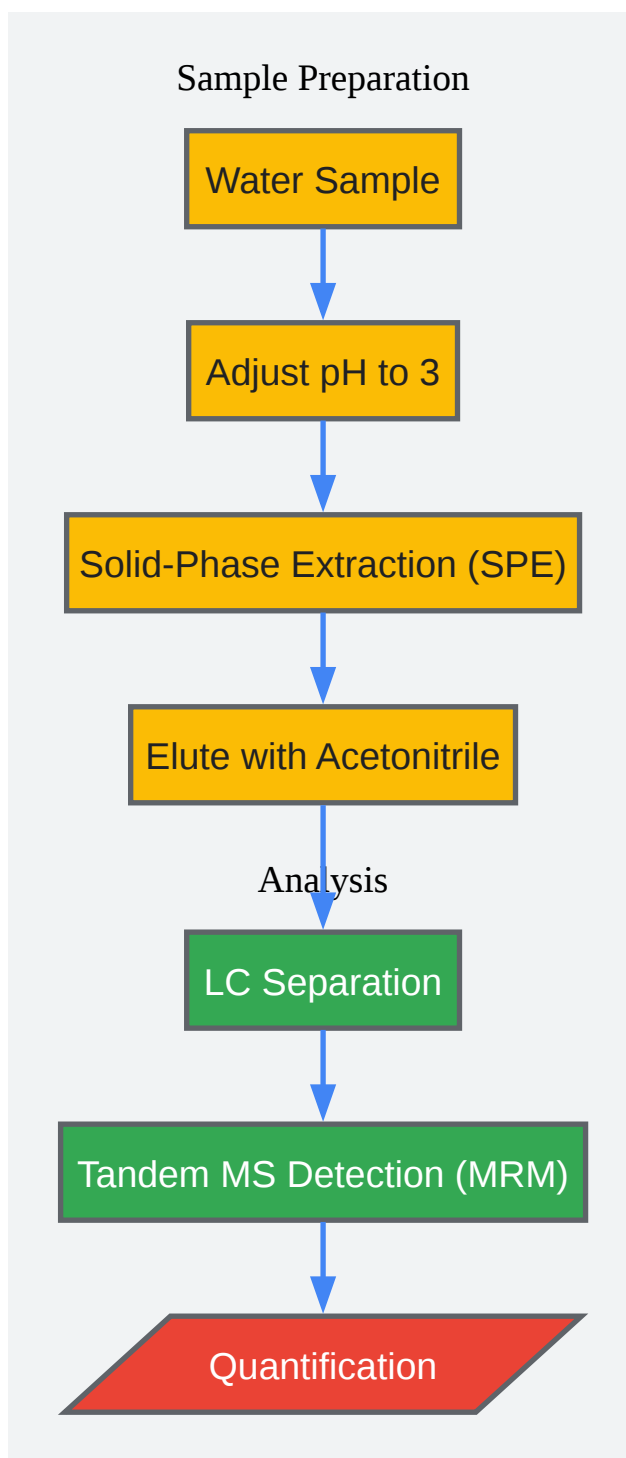 Sample Preparation
Water Sample
Adjust pH to 3
Solid-Phase Extraction (SPE)
Elute with Acetonitrile
Analysis
LC Separation
Tandem MS Detection (MRM)
Quantification